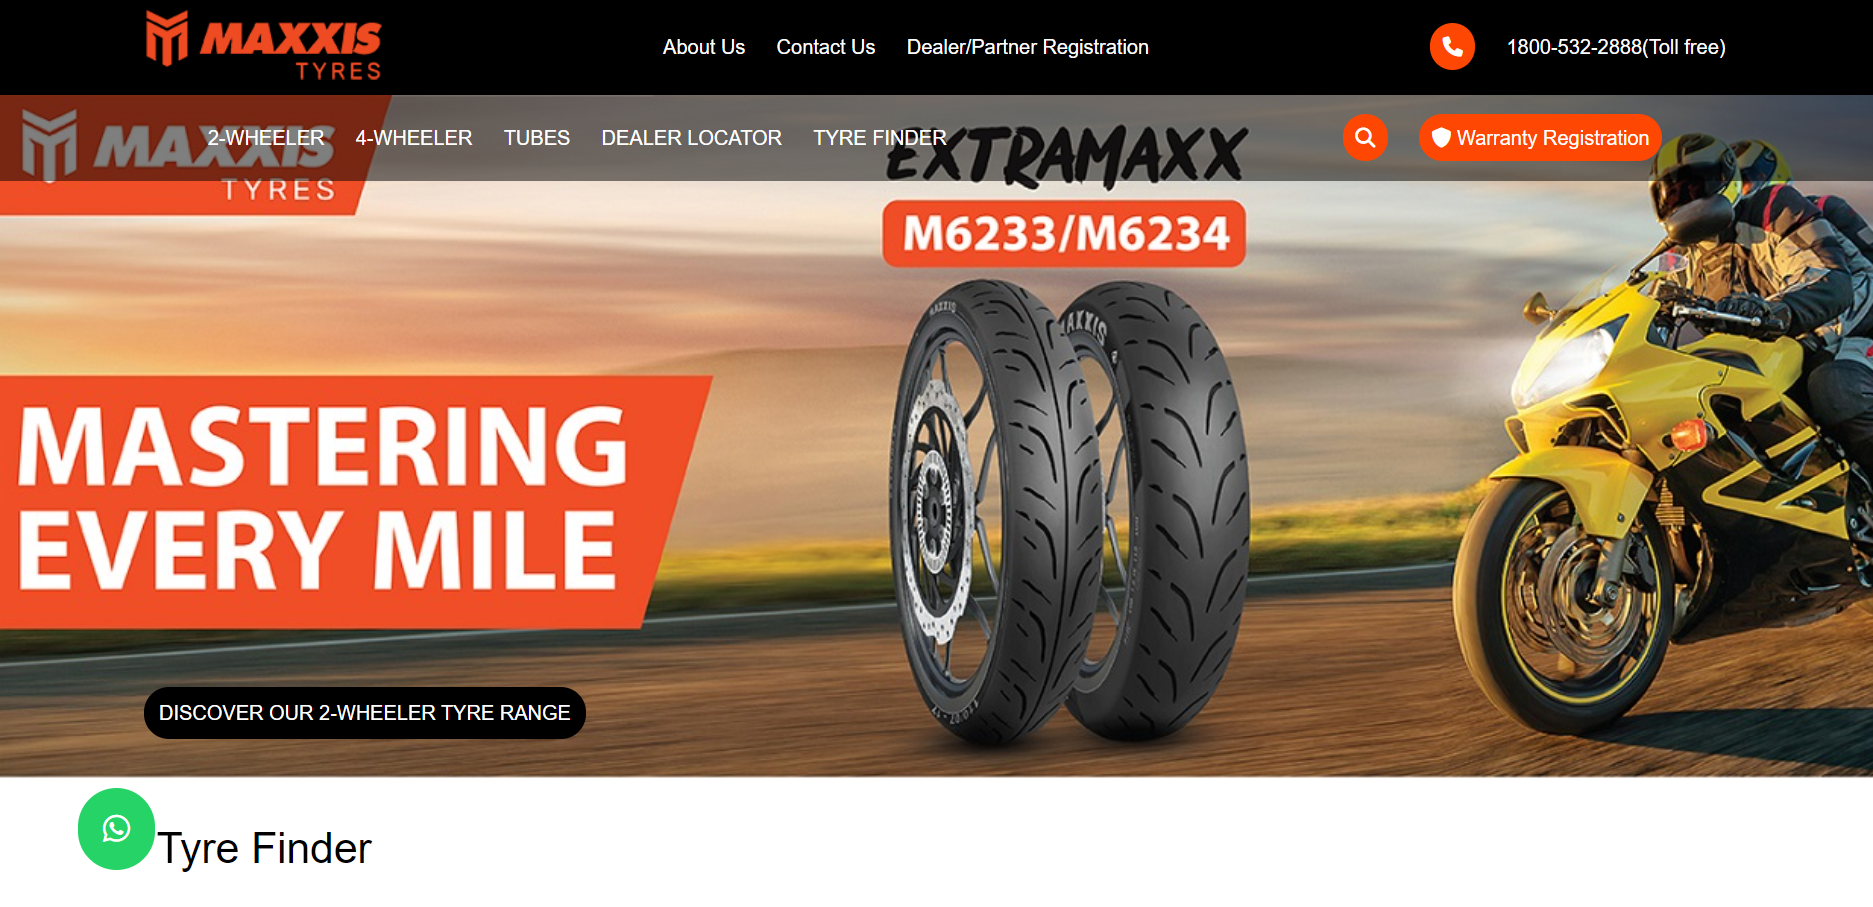 MAXXIS
TYRES
About Us
Contact Us
Dealer/Partner Registration
1800-532-2888(Toll free)
MAXXIS
TYRES
2-WHEELER
4-WHEELER
TUBES
DEALER LOCATOR
TYRE FINDER
Warranty Registration
EXTRAMAXX
M6233/M6234
MAXXIS
MAXXIS
MASTERING
EVERY MILE
DISCOVER OUR 2-WHEELER TYRE RANGE
Tyre Finder